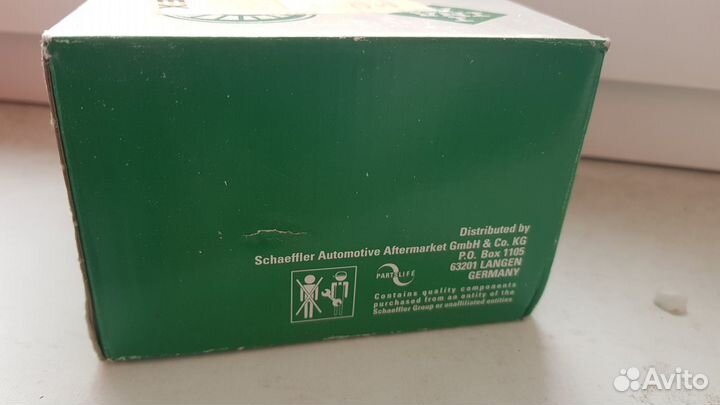 Distributed by
Schaeffler Automotive Aftermarket GmbH & Co. KG
P.O. Box 1105
63201 LANGEN
GERMANY
PART LIFE
Contains quality components
purchased from an entity of the
Schaeffler Group or unaffiliated entities.
Avito